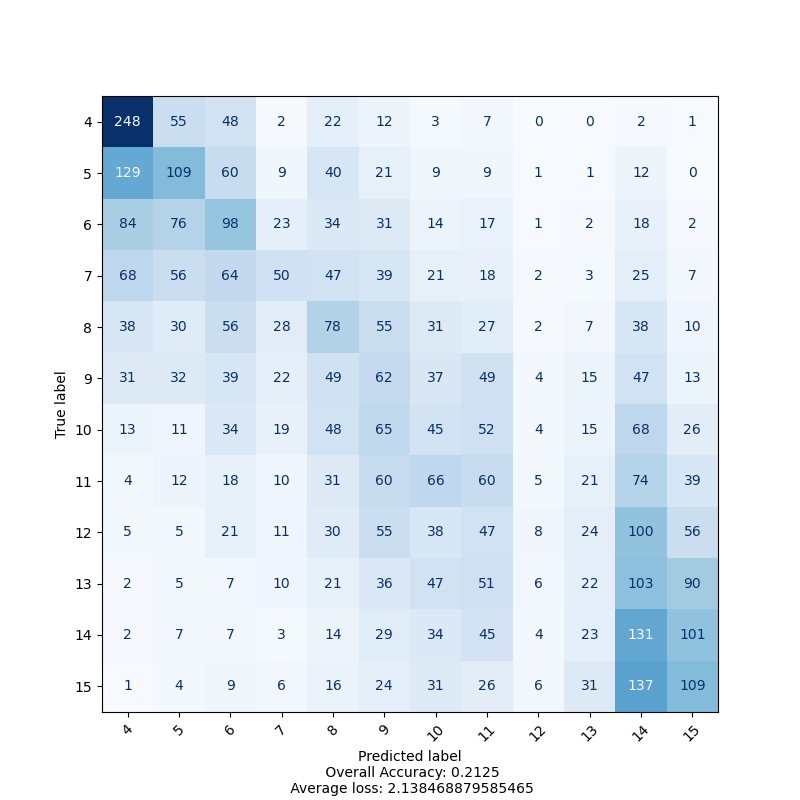 4 248 55 48 2 22 12 3 7 0 0 2 1
5 129 109 60 9 40 21 9 9 1 1 12 0
6 84 76 98 23 34 31 14 17 1 2 18 2
7 68 56 64 50 47 39 21 18 2 3 25 7
8 38 30 56 28 78 55 31 27 2 7 38 10
9 31 32 39 22 49 62 37 49 4 15 47 13
10 13 11 34 19 48 65 45 52 4 15 68 26
11 4 12 18 10 31 60 66 60 5 21 74 39
12 5 5 21 11 30 55 38 47 8 24 100 56
13 2 5 7 10 21 36 47 51 6 22 103 90
14 2 7 7 3 14 29 34 45 4 23 131 101
15 1 4 9 6 16 24 31 26 6 31 137 109
True label
4 5 6 7 8 9 10 11 12 13 14 15
Predicted label
Overall Accuracy: 0.2125
Average loss: 2.138468879585465